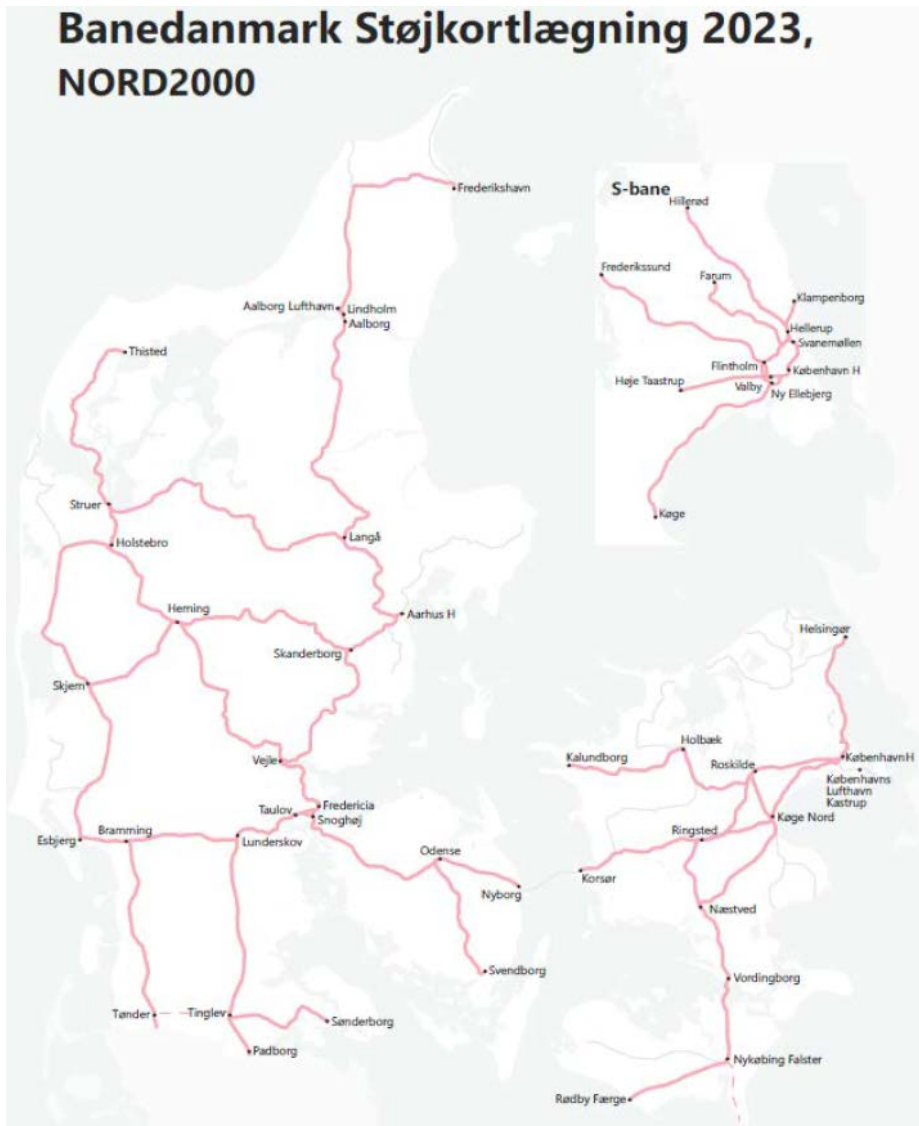 Banedanmark Støjkortlægning 2023,
NORD2000
Frederikshavn
S-bane
Hillerød
Frederikssund
Farum
Klampenborg
Aalborg Lufthavn
Lindholm
Aalborg
Hellerup
Svanemøllen
Thisted
Flintholm
København H
Høje Taastrup
Valby
Ny Ellebjerg
Struer
Køge
Holstebro
Langå
Herning
Aarhus H
Helsingør
Skanderborg
Skjern
Holbæk
Kalundborg
Roskilde
København H
Vejle
Københavns
Lufthavn
Kastrup
Taulov
Fredericia
Snoghøj
Køge Nord
Esbjerg
Bramming
Lunderskov
Ringsted
Odense
Korsør
Nyborg
Næstved
Svendborg
Vordingborg
Tønder
Tinglev
Sønderborg
Padborg
Nykøbing Falster
Rødby Færge